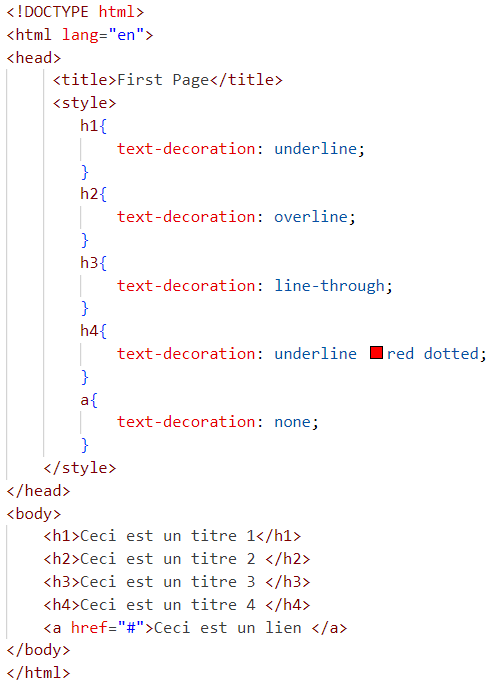 <!DOCTYPE html>
<html lang="en">
<head>
<title>First Page</title>
<style>
h1{
text-decoration: underline;
}
h2{
text-decoration: overline;
}
h3{
text-decoration: line-through;
}
h4{
text-decoration: underline red dotted;
}
a{
text-decoration: none;
}
</style>
</head>
<body>
<h1>Ceci est un titre 1</h1>
<h2>Ceci est un titre 2 </h2>
<h3>Ceci est un titre 3 </h3>
<h4>Ceci est un titre 4 </h4>
<a href="#">Ceci est un lien </a>
</body>
</html>